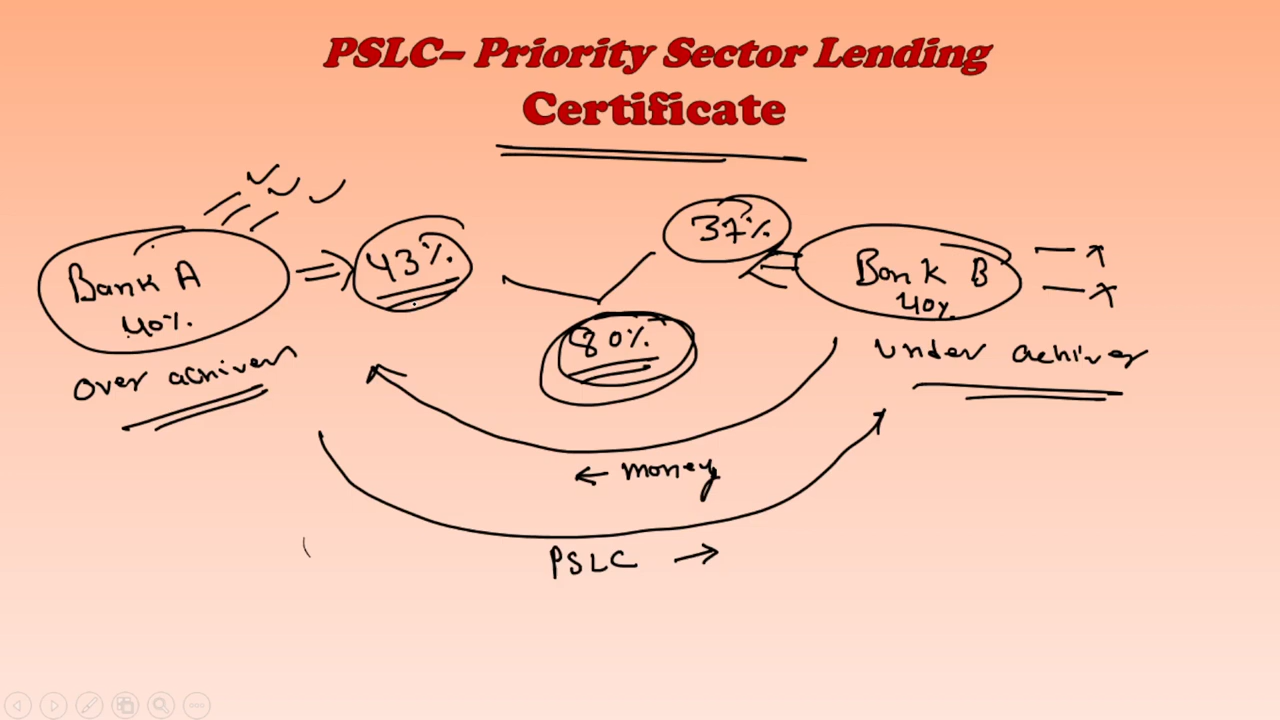 PSLC– Priority Sector Lending
Certificate
Bank A
40%
43%
37%
Bank B
40%
80%
over achiver
under achiver
← money
PSLC →